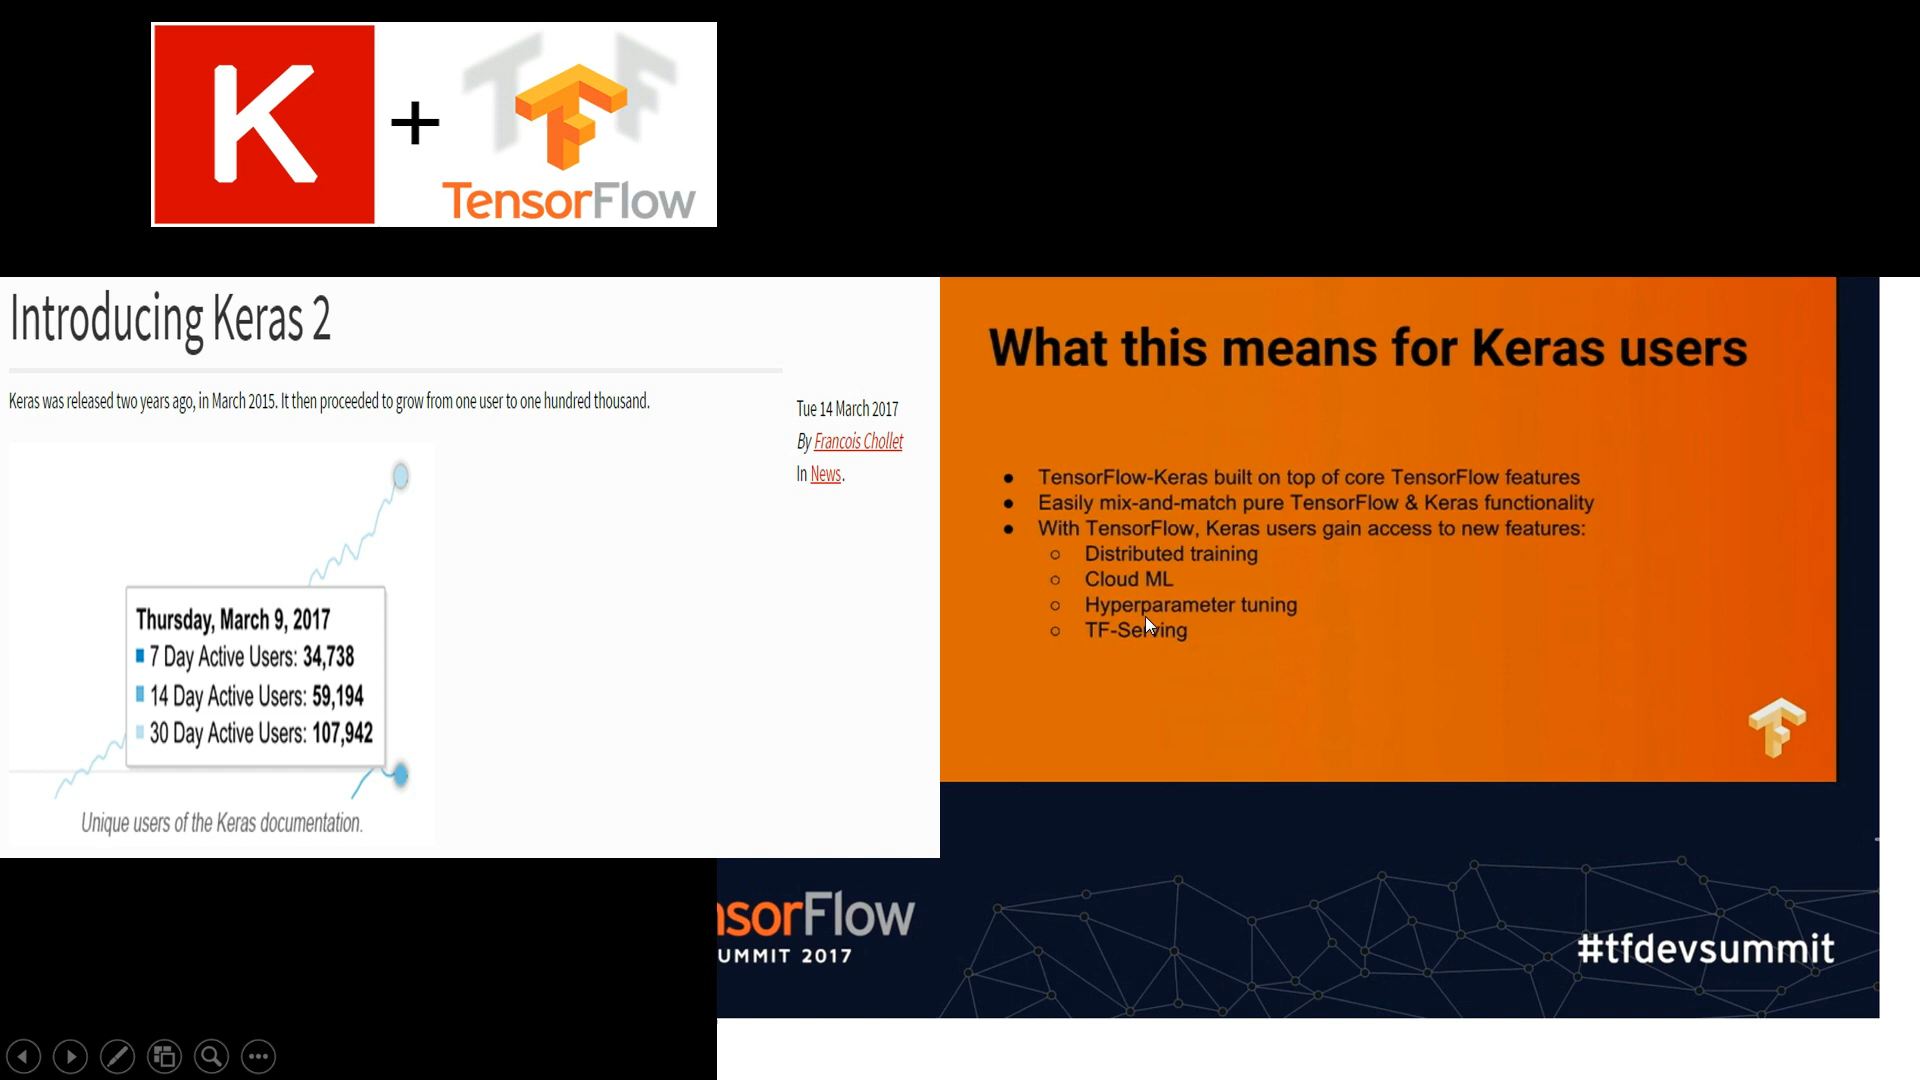 K + TF
TensorFlow
Introducing Keras 2
Keras was released two years ago, in March 2015. It then proceeded to grow from one user to one hundred thousand.
Tue 14 March 2017
By Francois Chollet
In News.
Thursday, March 9, 2017
7 Day Active Users: 34,738
14 Day Active Users: 59,194
30 Day Active Users: 107,942
Unique users of the Keras documentation.
What this means for Keras users
● TensorFlow-Keras built on top of core TensorFlow features
● Easily mix-and-match pure TensorFlow & Keras functionality
● With TensorFlow, Keras users gain access to new features:
○ Distributed training
○ Cloud ML
○ Hyperparameter tuning
○ TF-Serving
nsorFlow
UMMIT 2017
#tfdevsummit